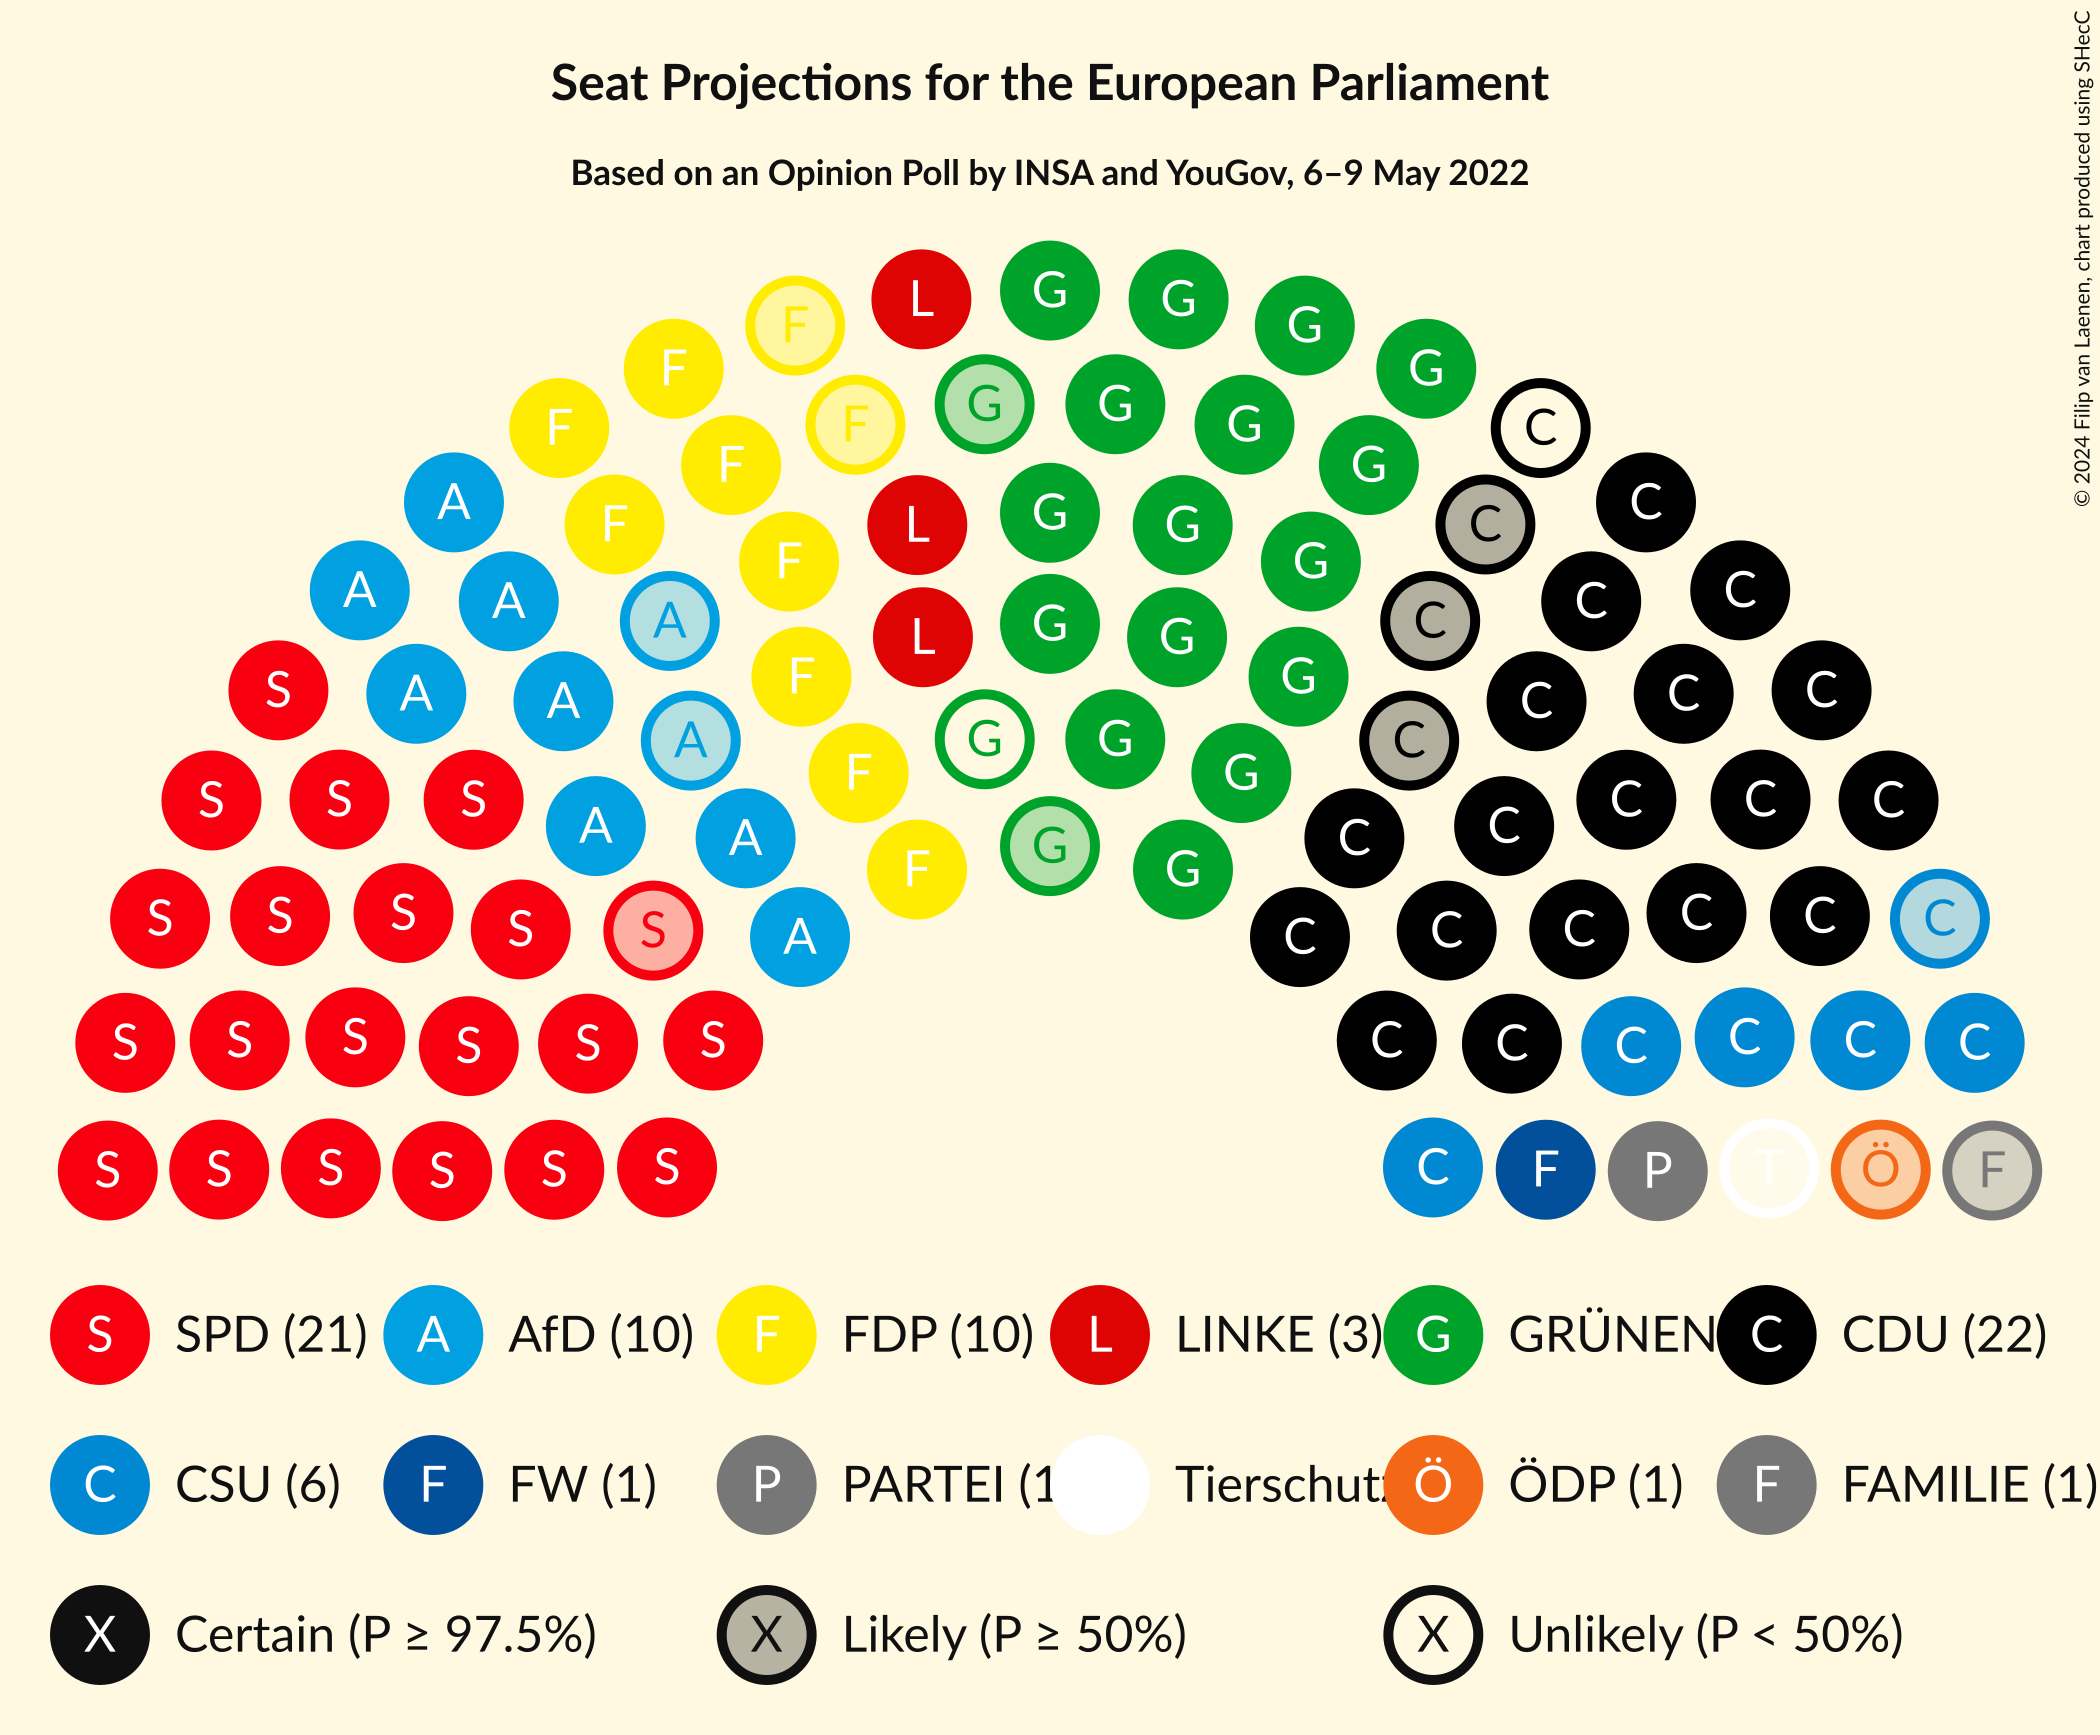 Seat Projections for the European Parliament
Based on an Opinion Poll by INSA and YouGov, 6–9 May 2022
© 2024 Filip van Laenen, chart produced using SHecC
L G G G G
F
F G G G G C
F F L G G G C C
A F F L G G G C C
A A A F G G G C C C
S A A A F G G C C C C
S S S A A F C C C C C
S S S S S A C C C C C C
S S S S S S C C C C C C
S S S S S S C F P T Ö F
S SPD (21) A AfD (10) F FDP (10) L LINKE (3) G GRÜNEN C CDU (22)
C CSU (6) F FW (1) P PARTEI (1 Tierschutz Ö ÖDP (1) F FAMILIE (1)
X Certain (P ≥ 97.5%) X Likely (P ≥ 50%) X Unlikely (P < 50%)